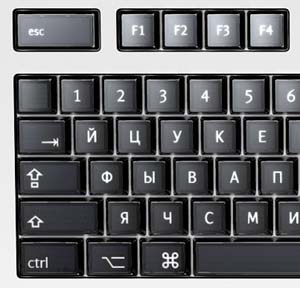 esc F1 F2 F3 F4
1 2 3 4 5 6
Й Ц У К Е
Ф Ы В А П
Я Ч С М И
ctrl